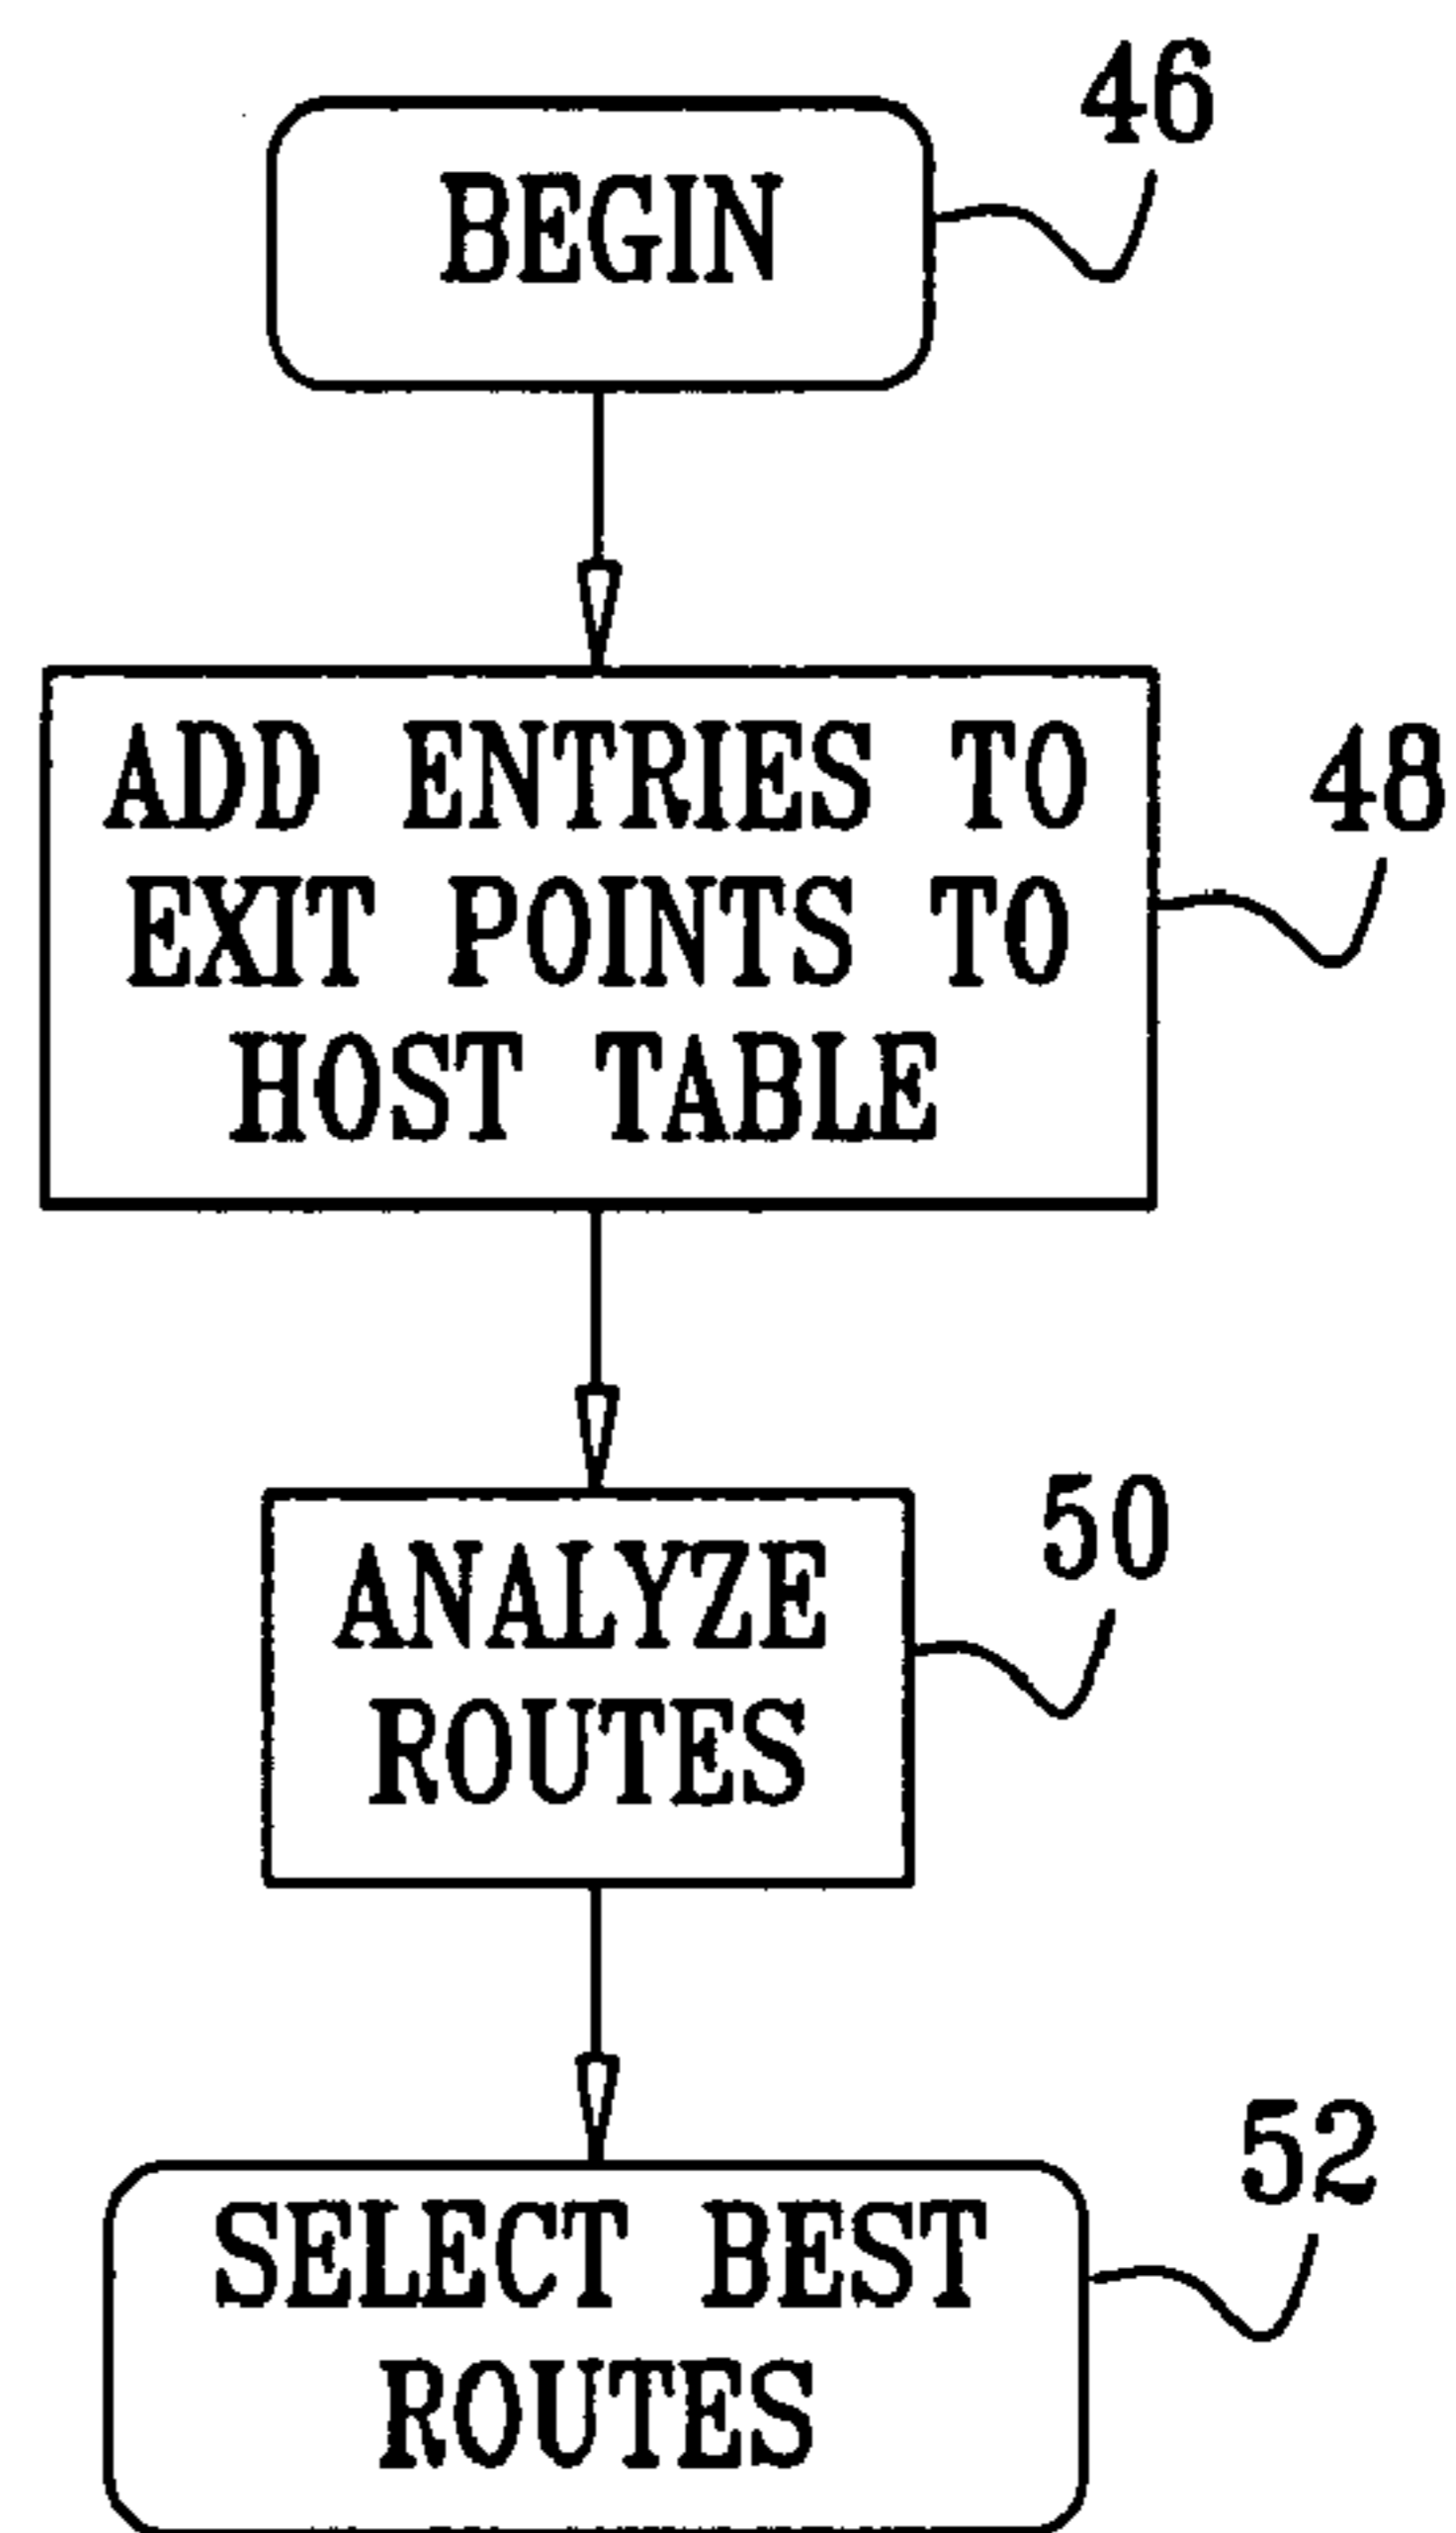 46
BEGIN
ADD ENTRIES TO
EXIT POINTS TO
HOST TABLE
48
ANALYZE
ROUTES
50
SELECT BEST
ROUTES
52